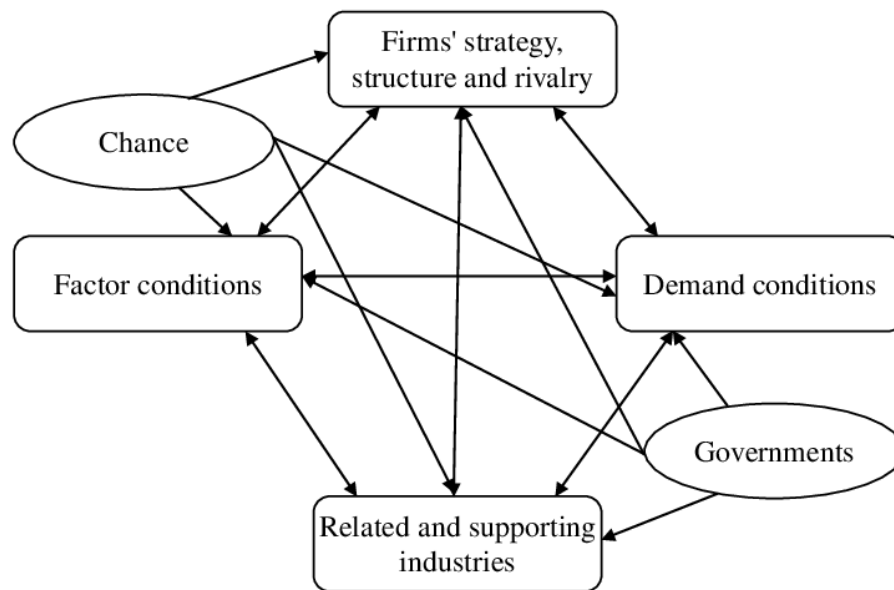 Firms' strategy,
structure and rivalry
Chance
Factor conditions
Demand conditions
Governments
Related and supporting
industries